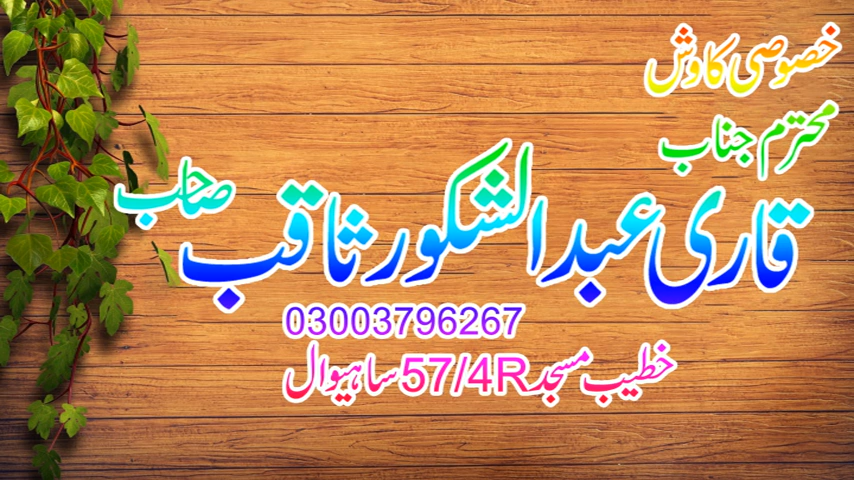 خصوصی کاوش
محترم جناب
قاری عبدالشکور ثاقب صاحب
03003796267
خطیب مسجد 57/4R ساہیوال